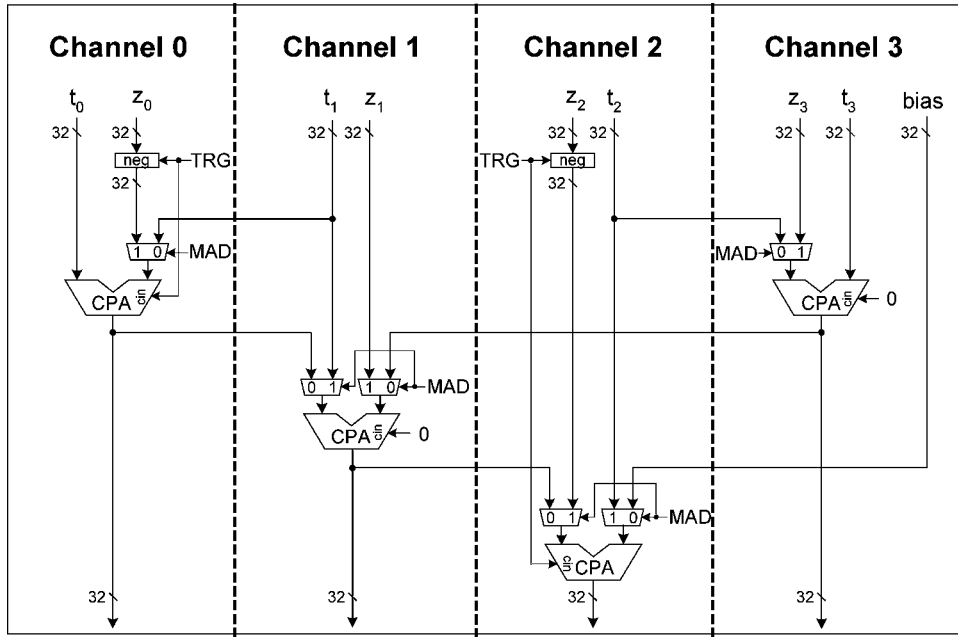 Channel 0 Channel 1 Channel 2 Channel 3
t0 z0 t1 z1 z2 t2 z3 t3 bias
32 32 32 32 32 32 32 32 32
neg TRG TRG neg
32 32
1 0 MAD MAD 0 1
CPA cin CPA cin 0
0 1 1 0 MAD
CPA cin 0
0 1 1 0 MAD
cin CPA
32 32 32 32